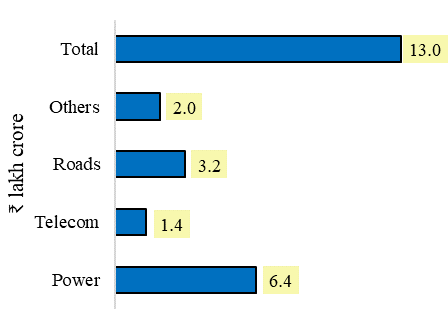 ₹ lakh crore
Total 13.0
Others 2.0
Roads 3.2
Telecom 1.4
Power 6.4